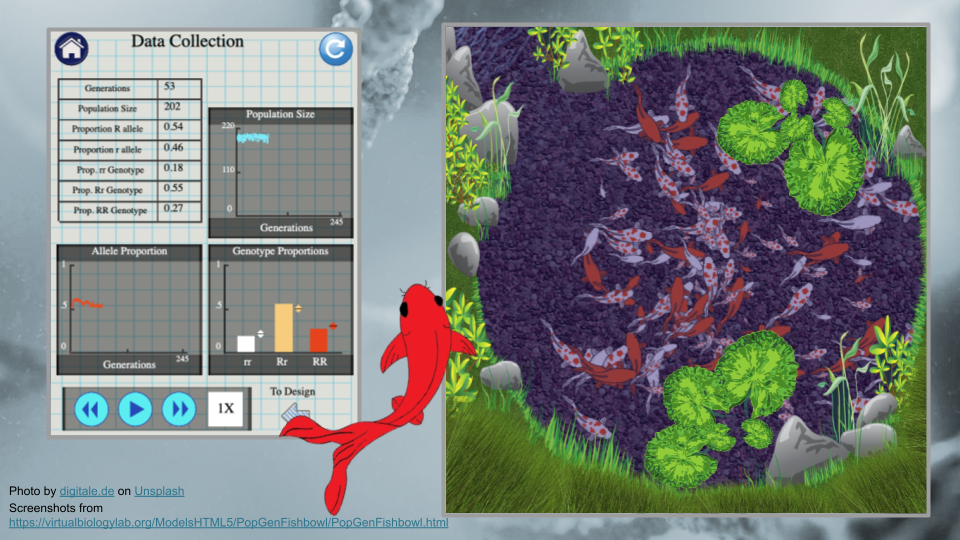 Data Collection
Generations 53
Population Size 202
Proportion R allele 0.54
Proportion r allele 0.46
Prop. rr Genotype 0.18
Prop. Rr Genotype 0.55
Prop. RR Genotype 0.27
Population Size
220
110
0
245
Generations
Allele Proportion
1
.5
0
245
Generations
Genotype Proportions
1
.5
0
rr Rr RR
1X
To Design
Photo by digitale.de on Unsplash
Screenshots from
https://virtualbiologylab.org/ModelsHTML5/PopGenFishbowl/PopGenFishbowl.html